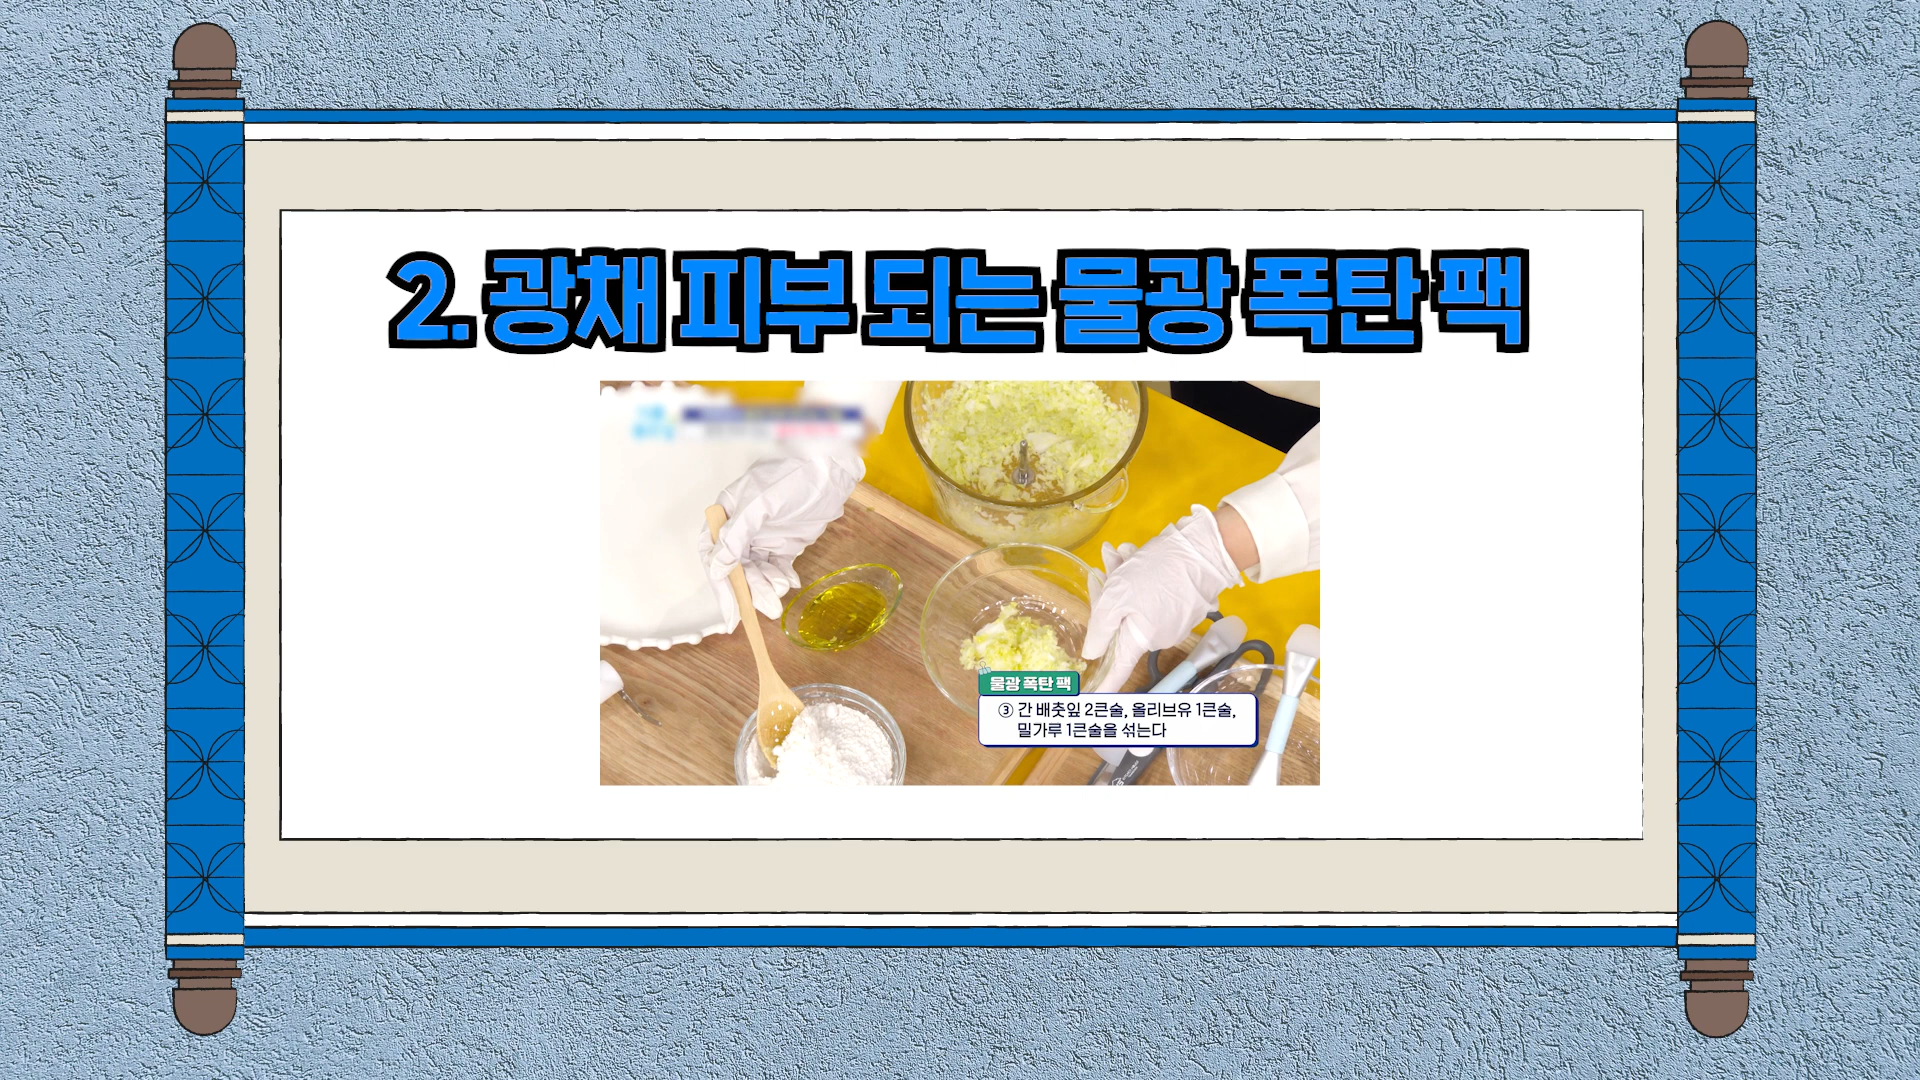 2. 광채 피부 되는 물광 폭탄 팩
물광 폭탄 팩
③ 간 배춧잎 2큰술, 올리브유 1큰술,
밀가루 1큰술을 섞는다